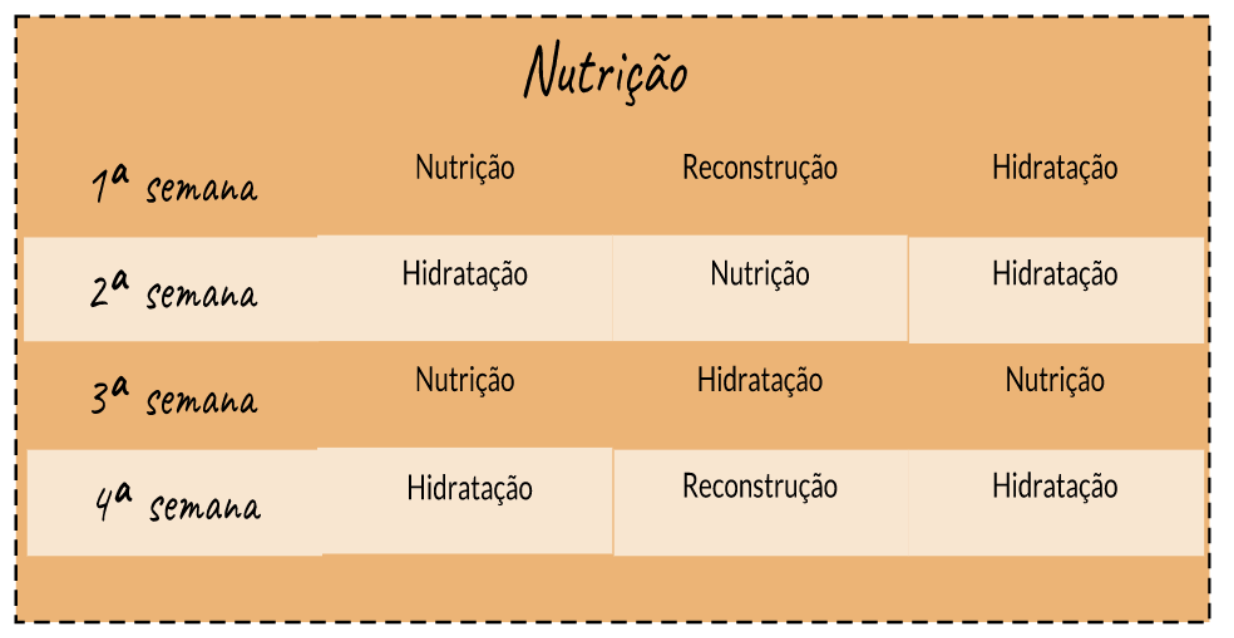 Nutrição
1ª semana Nutrição Reconstrução Hidratação
2ª semana Hidratação Nutrição Hidratação
3ª semana Nutrição Hidratação Nutrição
4ª semana Hidratação Reconstrução Hidratação